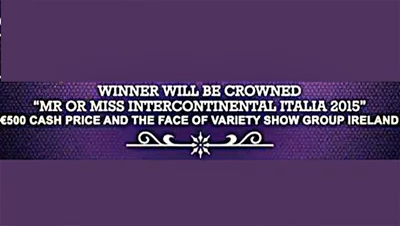 WINNER WILL BE CROWNED
“MR OR MISS INTERCONTINENTAL ITALIA 2015”
€500 CASH PRICE AND THE FACE OF VARIETY SHOW GROUP IRELAND